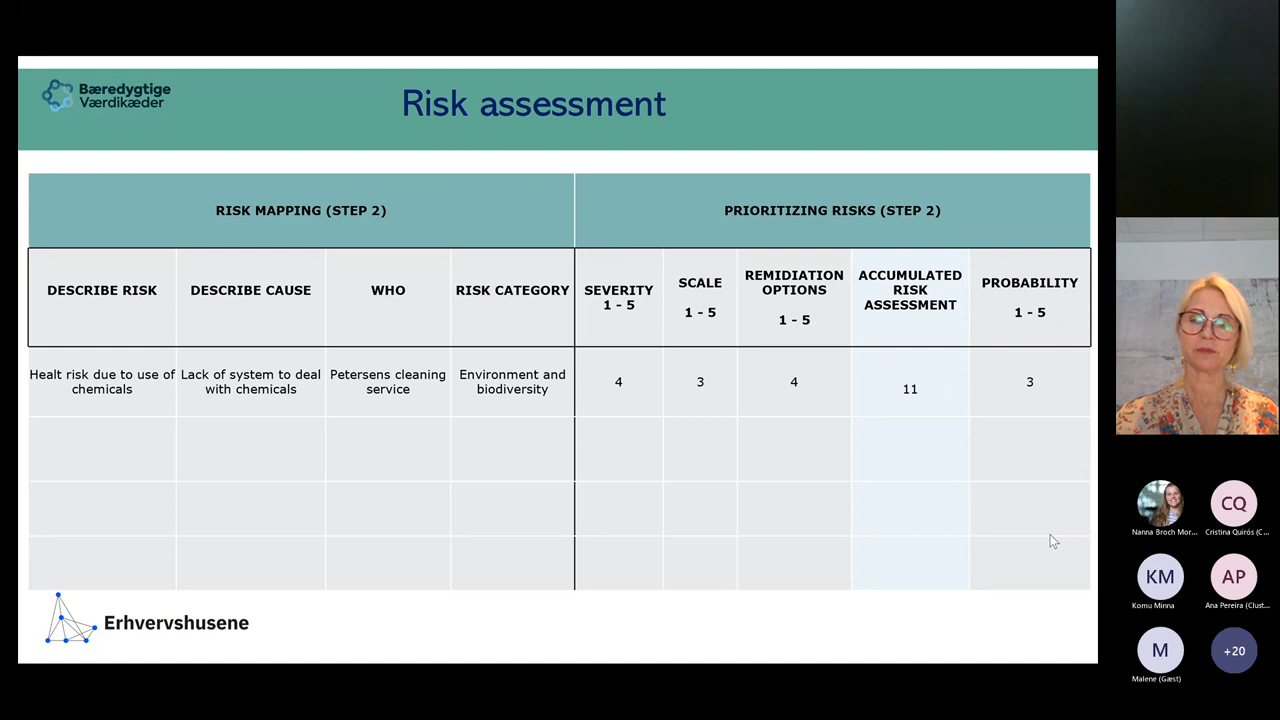 Bæredygtige
Værdikæder
Risk assessment
RISK MAPPING (STEP 2)
PRIORITIZING RISKS (STEP 2)
DESCRIBE RISK
DESCRIBE CAUSE
WHO
RISK CATEGORY
SEVERITY
1 - 5
SCALE
1 - 5
REMIDIATION
OPTIONS
1 - 5
ACCUMULATED
RISK
ASSESSMENT
PROBABILITY
1 - 5
Healt risk due to use of
chemicals
Lack of system to deal
with chemicals
Petersens cleaning
service
Environment and
biodiversity
4
3
4
11
3
Erhvervshusene
Nanna Broch Mor...
CQ
Cristina Quirós (C...
KM
Komu Minna
AP
Ana Pereira (Clust...
M
Malene (Gæst)
+20